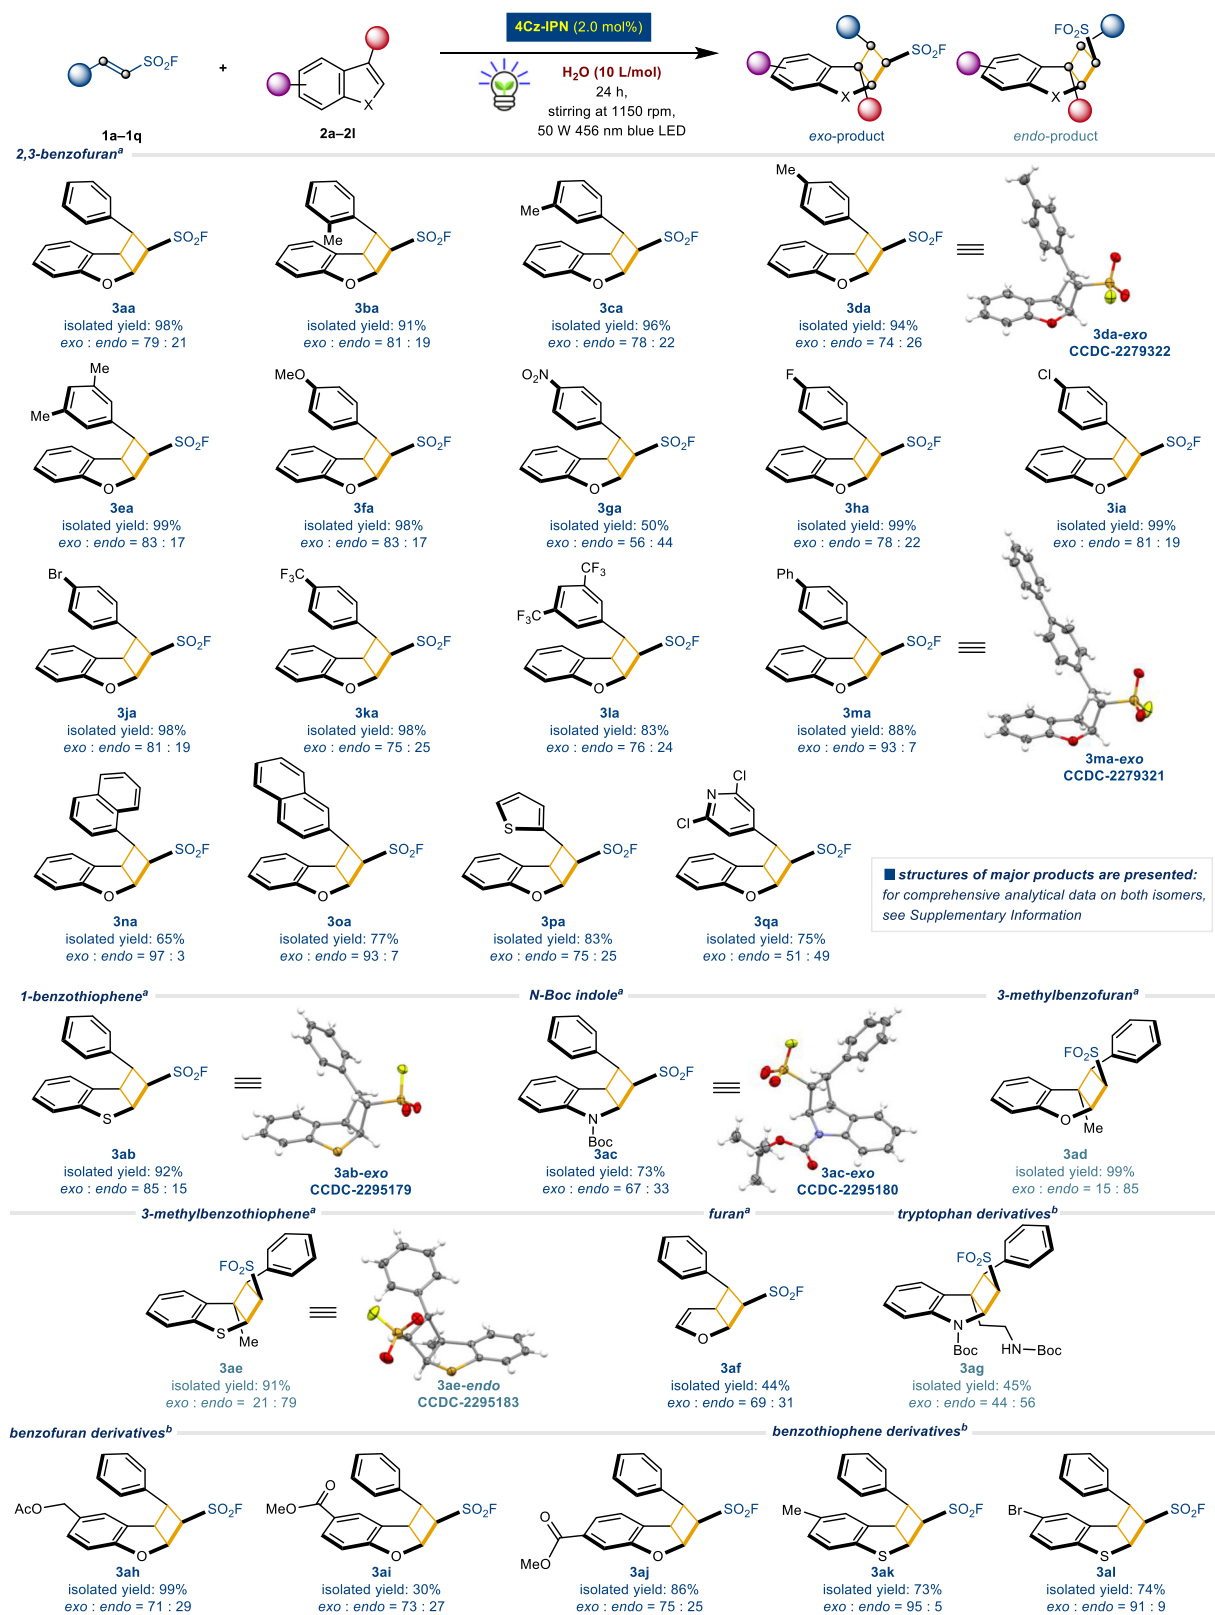 4Cz-IPN (2.0 mol%)
SO₂F
+
X
H₂O (10 L/mol)
24 h,
stirring at 1150 rpm,
50 W 456 nm blue LED
SO₂F
X
FO₂S
X
1a–1q
2a–2l
exo-product
endo-product
2,3-benzofuranᵃ
SO₂F
O
Me
SO₂F
O
Me
SO₂F
O
Me
SO₂F
O
3aa
isolated yield: 98%
exo : endo = 79 : 21
3ba
isolated yield: 91%
exo : endo = 81 : 19
3ca
isolated yield: 96%
exo : endo = 78 : 22
3da
isolated yield: 94%
exo : endo = 74 : 26
3da-exo
CCDC-2279322
Me
Me
SO₂F
O
MeO
SO₂F
O
O₂N
SO₂F
O
F
SO₂F
O
Cl
SO₂F
O
3ea
isolated yield: 99%
exo : endo = 83 : 17
3fa
isolated yield: 98%
exo : endo = 83 : 17
3ga
isolated yield: 50%
exo : endo = 56 : 44
3ha
isolated yield: 99%
exo : endo = 78 : 22
3ia
isolated yield: 99%
exo : endo = 81 : 19
Br
SO₂F
O
F₃C
SO₂F
O
CF₃
F₃C
SO₂F
O
Ph
SO₂F
O
3ja
isolated yield: 98%
exo : endo = 81 : 19
3ka
isolated yield: 98%
exo : endo = 75 : 25
3la
isolated yield: 83%
exo : endo = 76 : 24
3ma
isolated yield: 88%
exo : endo = 93 : 7
3ma-exo
CCDC-2279321
SO₂F
O
SO₂F
O
S
SO₂F
O
Cl
N
Cl
SO₂F
O
3na
isolated yield: 65%
exo : endo = 97 : 3
3oa
isolated yield: 77%
exo : endo = 93 : 7
3pa
isolated yield: 83%
exo : endo = 75 : 25
3qa
isolated yield: 75%
exo : endo = 51 : 49
structures of major products are presented:
for comprehensive analytical data on both isomers,
see Supplementary Information
1-benzothiopheneᵃ
N-Boc indoleᵃ
3-methylbenzofuranᵃ
SO₂F
S
SO₂F
N
Boc
FO₂S
O
Me
3ab
isolated yield: 92%
exo : endo = 85 : 15
3ab-exo
CCDC-2295179
3ac
isolated yield: 73%
exo : endo = 67 : 33
3ac-exo
CCDC-2295180
3ad
isolated yield: 99%
exo : endo = 15 : 85
3-methylbenzothiopheneᵃ
furanᵃ
tryptophan derivativesᵇ
FO₂S
S
Me
SO₂F
O
FO₂S
N
Boc
HN
Boc
3ae
isolated yield: 91%
exo : endo = 21 : 79
3ae-endo
CCDC-2295183
3af
isolated yield: 44%
exo : endo = 69 : 31
3ag
isolated yield: 45%
exo : endo = 44 : 56
benzofuran derivativesᵇ
benzothiophene derivativesᵇ
AcO
SO₂F
O
O
MeO
SO₂F
O
O
MeO
SO₂F
O
Me
SO₂F
S
Br
SO₂F
S
3ah
isolated yield: 99%
exo : endo = 71 : 29
3ai
isolated yield: 30%
exo : endo = 73 : 27
3aj
isolated yield: 86%
exo : endo = 75 : 25
3ak
isolated yield: 73%
exo : endo = 95 : 5
3al
isolated yield: 74%
exo : endo = 91 : 9